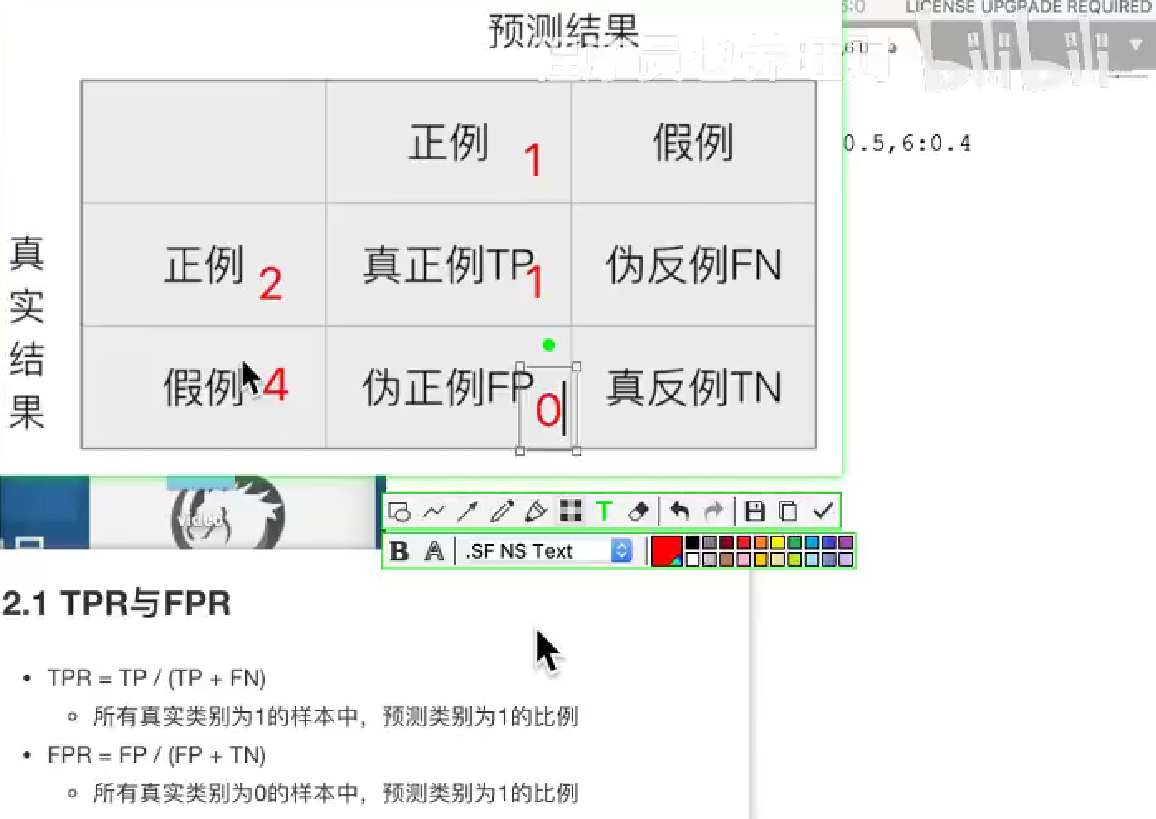 5:0 LICENSE UPGRADE REQUIRED
预测结果
bilibili
正例 1 假例
0.5,6:0.4
真实结果
正例 2 真正例TP 1 伪反例FN
假例 4 伪正例FP 0 真反例TN
video
T
B A .SF NS Text
2.1 TPR与FPR
• TPR = TP / (TP + FN)
◦ 所有真实类别为1的样本中，预测类别为1的比例
• FPR = FP / (FP + TN)
◦ 所有真实类别为0的样本中，预测类别为1的比例